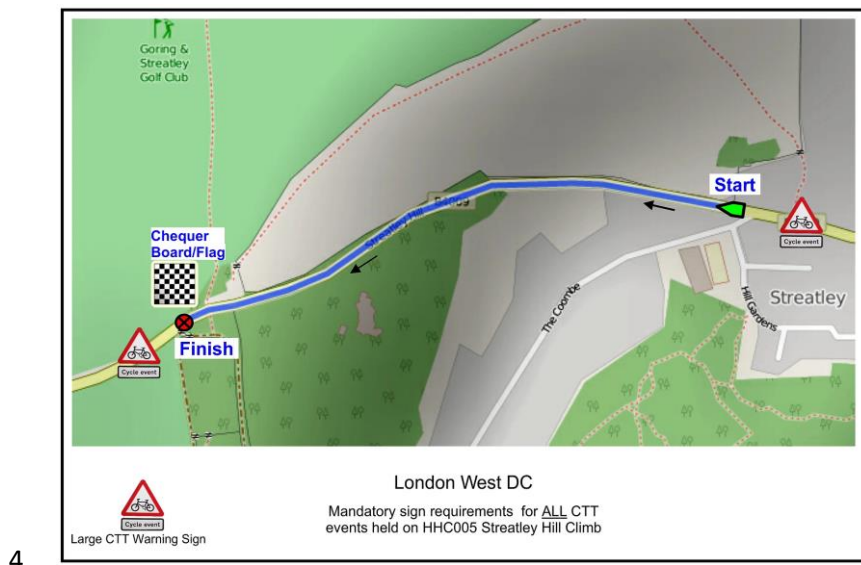 Goring &
Streatley
Golf Club
Start
Cycle event
Streatley Hill
B4009
Chequer
Board/Flag
The Coombe
Hill Gardens
Streatley
Finish
Cycle event
London West DC
Mandatory sign requirements for ALL CTT
events held on HHC005 Streatley Hill Climb
Cycle event
Large CTT Warning Sign
4